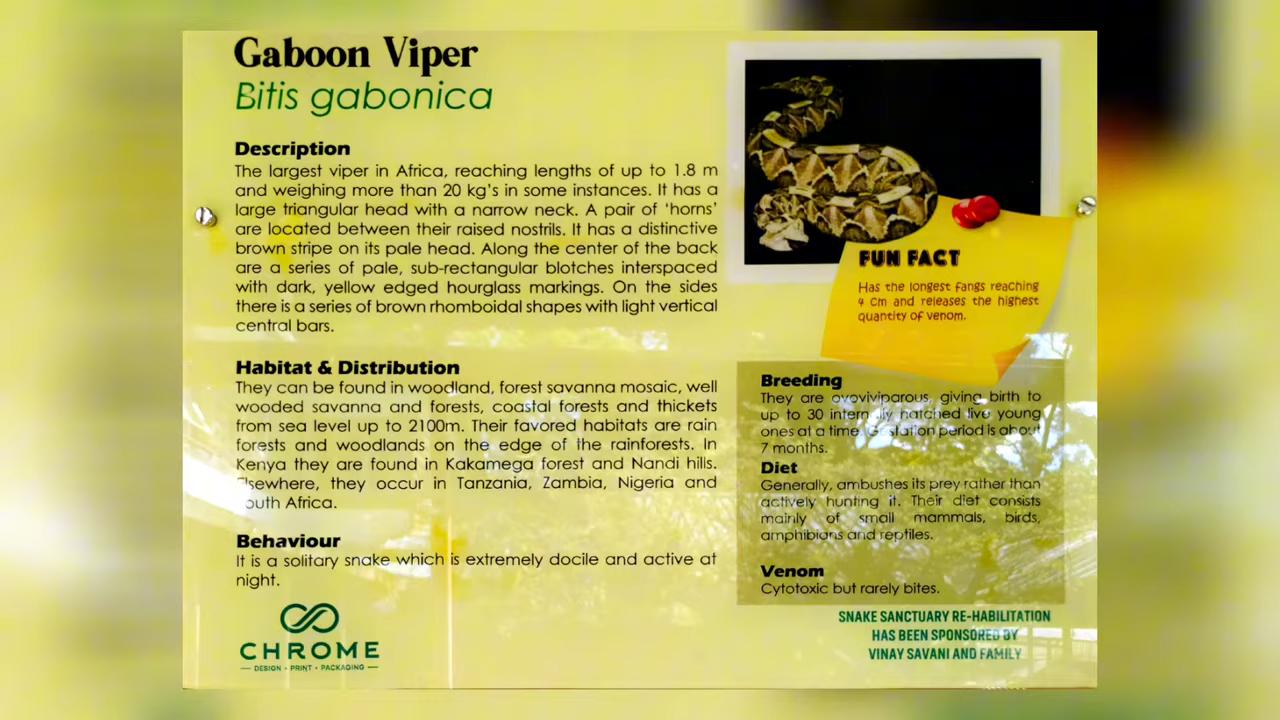 Gaboon Viper
Bitis gabonica
Description
The largest viper in Africa, reaching lengths of up to 1.8 m
and weighing more than 20 kg's in some instances. It has a
large triangular head with a narrow neck. A pair of 'horns'
are located between their raised nostrils. It has a distinctive
brown stripe on its pale head. Along the center of the back
are a series of pale, sub-rectangular blotches interspaced
with dark, yellow edged hourglass markings. On the sides
there is a series of brown rhomboidal shapes with light vertical
central bars.
Habitat & Distribution
They can be found in woodland, forest savanna mosaic, well
wooded savanna and forests, coastal forests and thickets
from sea level up to 2100m. Their favored habitats are rain
forests and woodlands on the edge of the rainforests. In
Kenya they are found in Kakamega forest and Nandi hills.
Elsewhere, they occur in Tanzania, Zambia, Nigeria and
South Africa.
Behaviour
It is a solitary snake which is extremely docile and active at
night.
CHROME
DESIGN • PRINT • PACKAGING
FUN FACT
Has the longest fangs reaching
4 Cm and releases the highest
quantity of venom.
Breeding
They are ovoviviparous, giving birth to
up to 30 internally hatched live young
ones at a time. Gestation period is about
7 months.
Diet
Generally, ambushes its prey rather than
actively hunting it. Their diet consists
mainly of small mammals, birds,
amphibians and reptiles.
Venom
Cytotoxic but rarely bites.
SNAKE SANCTUARY RE-HABILITATION
HAS BEEN SPONSORED BY
VINAY SAVANI AND FAMILY